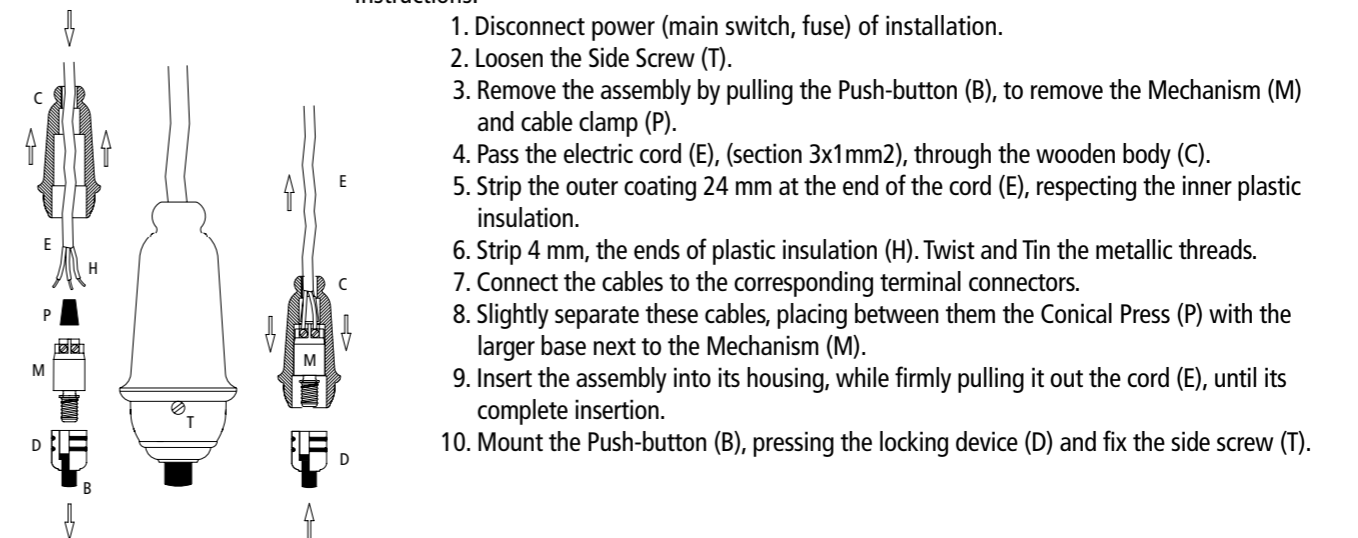 instructions:
1. Disconnect power (main switch, fuse) of installation.
2. Loosen the Side Screw (T).
3. Remove the assembly by pulling the Push-button (B), to remove the Mechanism (M)
and cable clamp (P).
4. Pass the electric cord (E), (section 3x1mm2), through the wooden body (C).
5. Strip the outer coating 24 mm at the end of the cord (E), respecting the inner plastic
insulation.
6. Strip 4 mm, the ends of plastic insulation (H). Twist and Tin the metallic threads.
7. Connect the cables to the corresponding terminal connectors.
8. Slightly separate these cables, placing between them the Conical Press (P) with the
larger base next to the Mechanism (M).
9. Insert the assembly into its housing, while firmly pulling it out the cord (E), until its
complete insertion.
10. Mount the Push-button (B), pressing the locking device (D) and fix the side screw (T).
C
E
H
P
M
D
B
T
E
C
M
D